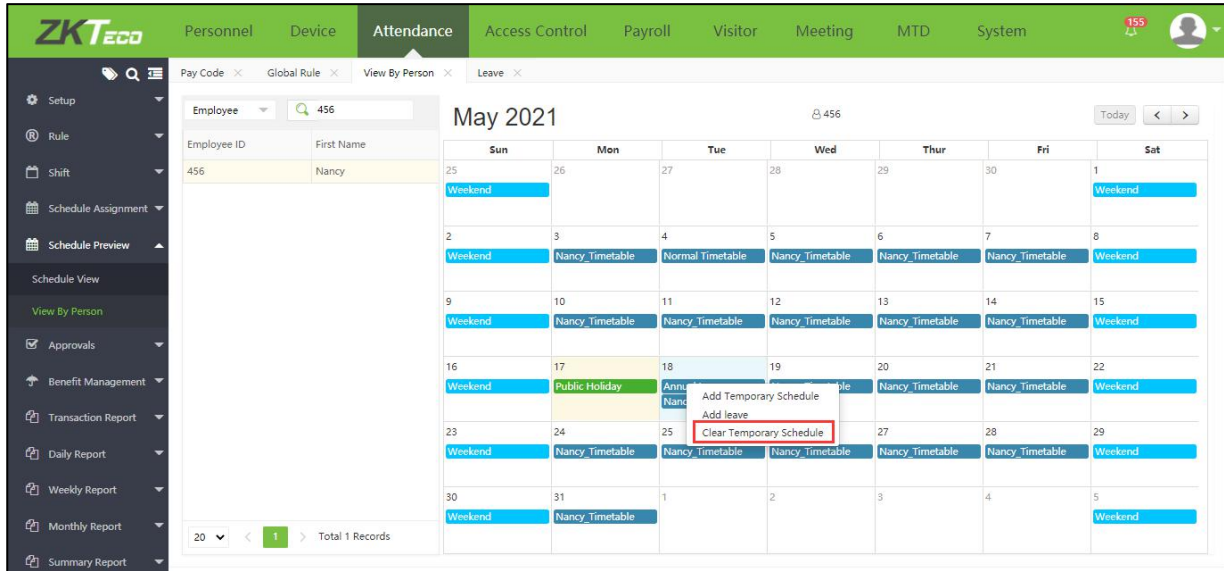 ZKTeco Personnel Device Attendance Access Control Payroll Visitor Meeting MTD System 155
Pay Code Global Rule View By Person Leave
Setup
Rule
Shift
Schedule Assignment
Schedule Preview
Schedule View
View By Person
Approvals
Benefit Management
Transaction Report
Daily Report
Weekly Report
Monthly Report
Summary Report
Employee 456
Employee ID First Name
456 Nancy
20 < 1 > Total 1 Records
May 2021 456 Today < >
Sun Mon Tue Wed Thur Fri Sat
25 26 27 28 29 30 1
Weekend Weekend
2 3 4 5 6 7 8
Weekend Nancy_Timetable Normal Timetable Nancy_Timetable Nancy_Timetable Nancy_Timetable Weekend
9 10 11 12 13 14 15
Weekend Nancy_Timetable Nancy_Timetable Nancy_Timetable Nancy_Timetable Nancy_Timetable Weekend
16 17 18 19 20 21 22
Weekend Public Holiday Nancy_Timetable Nancy_Timetable Weekend
Add Temporary Schedule
Add leave
Clear Temporary Schedule
23 24 25 27 28 29
Weekend Nancy_Timetable Nancy_Timetable Nancy_Timetable Nancy_Timetable Nancy_Timetable Weekend
30 31 1 2 3 4 5
Weekend Nancy_Timetable Weekend